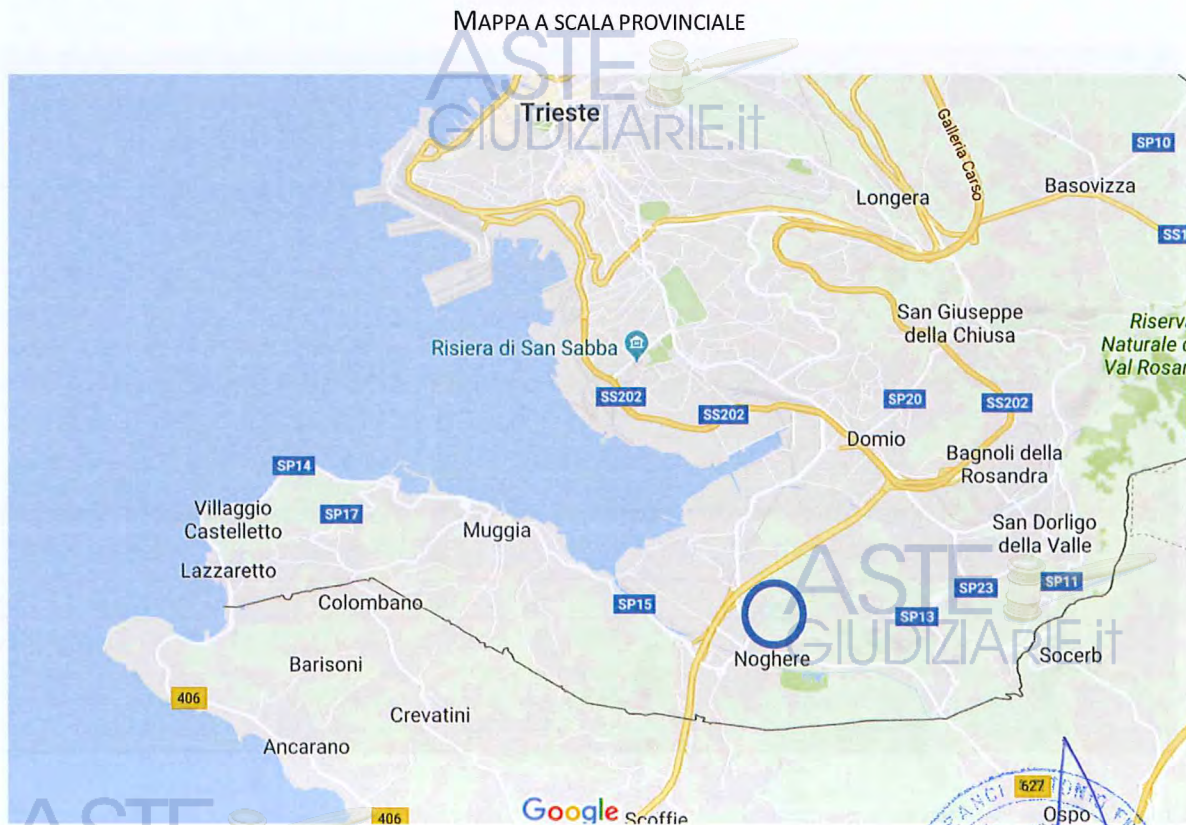 MAPPA A SCALA PROVINCIALE
ASTE
GIUDIZIARIE.it
Trieste
Galleria Carso
SP10
Longera
Basovizza
SS1
San Giuseppe
della Chiusa
Riserva
Naturale
Val Rosan
Risiera di San Sabba
SS202
SS202
SP20
SS202
Domio
Bagnoli della
Rosandra
SP14
Villaggio
Castelletto
SP17
Muggia
San Dorligo
della Valle
Lazzaretto
ASTE
GIUDIZIARIE.it
Colombano
SP15
SP23
SP11
SP13
Noghere
Socerb
Barisoni
406
Crevatini
Ancarano
627
ASTE
406
Google
Scoffie
Ospo